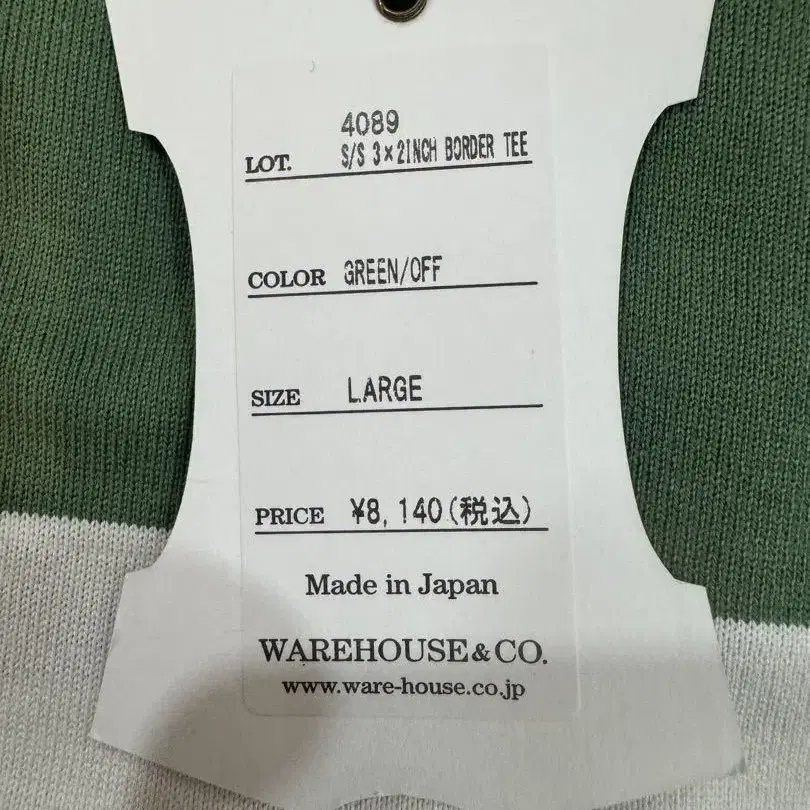 4089
LOT. S/S 3×2INCH BORDER TEE
COLOR GREEN/OFF
SIZE LARGE
PRICE ¥8,140(税込)
Made in Japan
WAREHOUSE&CO.
www.ware-house.co.jp